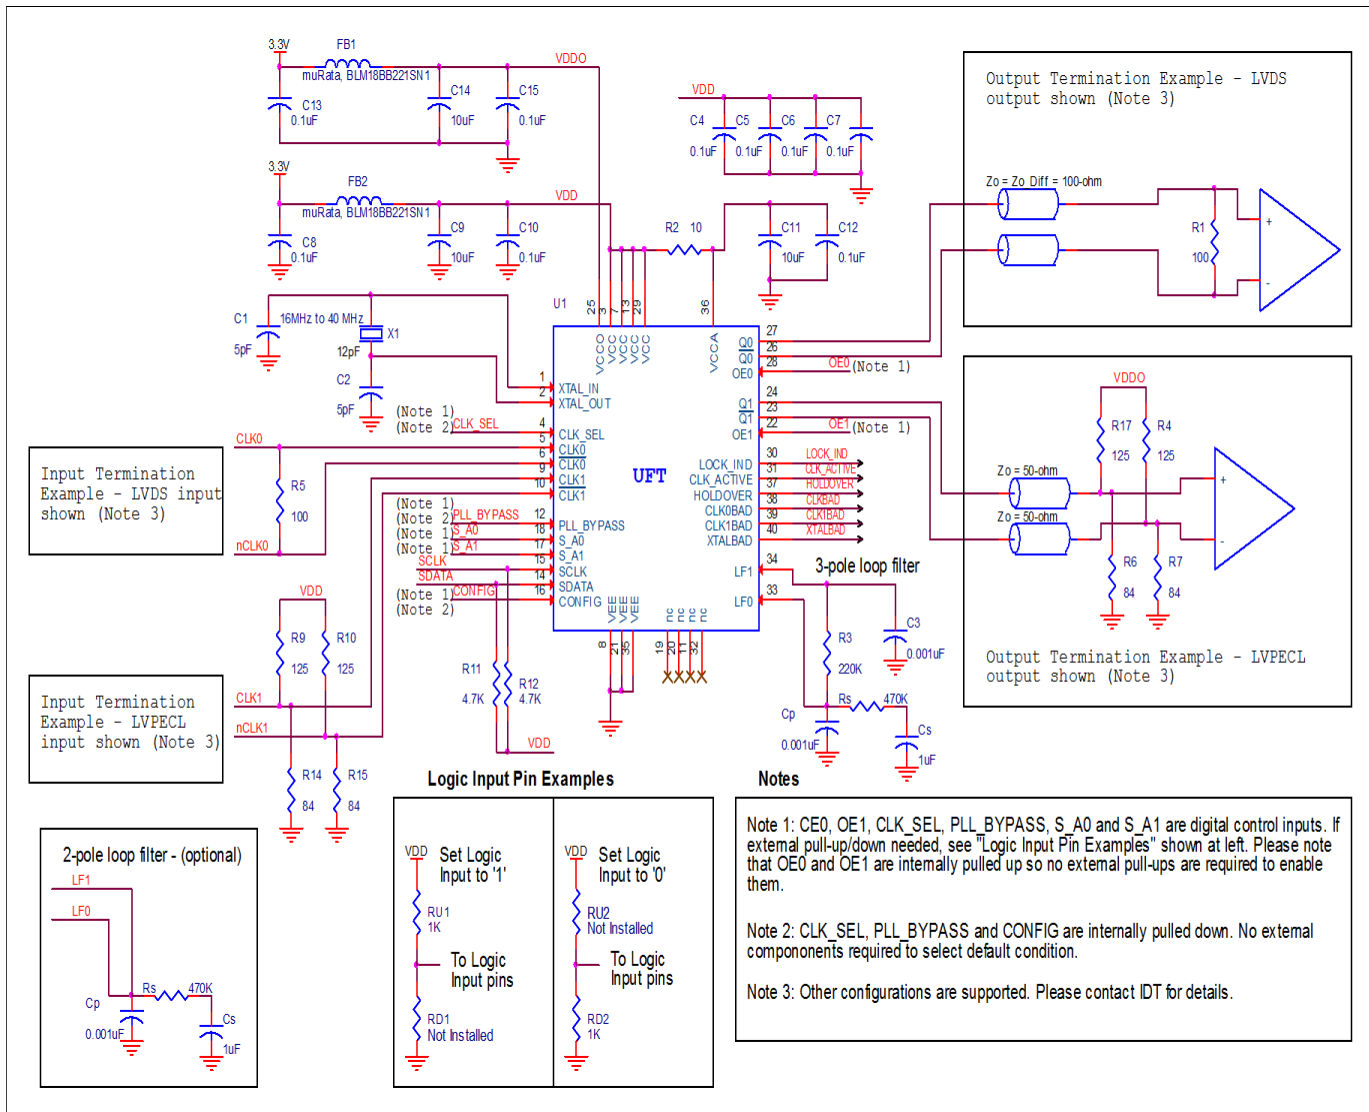 3.3V
FB1
muRata, BLM18BB221SN1
VDDO
C13
0.1uF
C14
10uF
C15
0.1uF
3.3V
FB2
muRata, BLM18BB221SN1
VDD
C8
0.1uF
C9
10uF
C10
0.1uF
VDD
C4
0.1uF
C5
0.1uF
C6
0.1uF
C7
0.1uF
R2 10
C11
10uF
C12
0.1uF
Output Termination Example - LVDS
output shown (Note 3)
Zo = Zo_Diff = 100-ohm
R1
100
+
-
C1
5pF
16MHz to 40 MHz
X1
12pF
C2
5pF
U1
25
3
7
13
29
36
VCCO
VCC
VCC
VCC
VCC
VCCA
UFT
1
XTAL_IN
2
XTAL_OUT
(Note 1)
(Note 2)
CLK_SEL
4
CLK_SEL
5
CLK0
6
CLK0
9
CLK1
10
CLK1
(Note 1)
(Note 2)
PLL_BYPASS
12
PLL_BYPASS
(Note 1)
S_A0
18
S_A0
(Note 1)
S_A1
17
S_A1
SCLK
15
SCLK
SDATA
14
SDATA
(Note 1)
(Note 2)
CONFIG
16
CONFIG
27
Q0
26
Q0
28
OE0
OE0
(Note 1)
24
Q1
23
Q1
22
OE1
OE1
(Note 1)
30
LOCK_IND
LOCK_IND
31
CLK_ACTIVE
CLK_ACTIVE
37
HOLDOVER
HOLDOVER
38
CLK0BAD
CLKBAD
39
CLK1BAD
CLK1BAD
40
XTALBAD
XTALBAD
34
LF1
33
LF0
VEE
VEE
VEE
8
21
35
nc
nc
nc
nc
19
20
11
32
CLK0
R5
100
nCLK0
Input Termination
Example - LVDS input
shown (Note 3)
VDD
R9
125
R10
125
CLK1
nCLK1
R14
84
R15
84
Input Termination
Example - LVPECL
input shown (Note 3)
R11
4.7K
R12
4.7K
VDD
3-pole loop filter
R3
220K
C3
0.001uF
Rs
470K
Cp
0.001uF
Cs
1uF
VDDO
R17
125
R4
125
Zo = 50-ohm
Zo = 50-ohm
R6
84
R7
84
+
-
Output Termination Example - LVPECL
output shown (Note 3)
2-pole loop filter - (optional)
LF1
LF0
Rs
470K
Cp
0.001uF
Cs
1uF
Logic Input Pin Examples
VDD
Set Logic
Input to '1'
RU1
1K
To Logic
Input pins
RD1
Not Installed
VDD
Set Logic
Input to '0'
RU2
Not Installed
To Logic
Input pins
RD2
1K
Notes
Note 1: CE0, OE1, CLK_SEL, PLL_BYPASS, S_A0 and S_A1 are digital control inputs. If
external pull-up/down needed, see "Logic Input Pin Examples" shown at left. Please note
that OE0 and OE1 are internally pulled up so no external pull-ups are required to enable
them.
Note 2: CLK_SEL, PLL_BYPASS and CONFIG are internally pulled down. No external
compononents required to select default condition.
Note 3: Other configurations are supported. Please contact IDT for details.